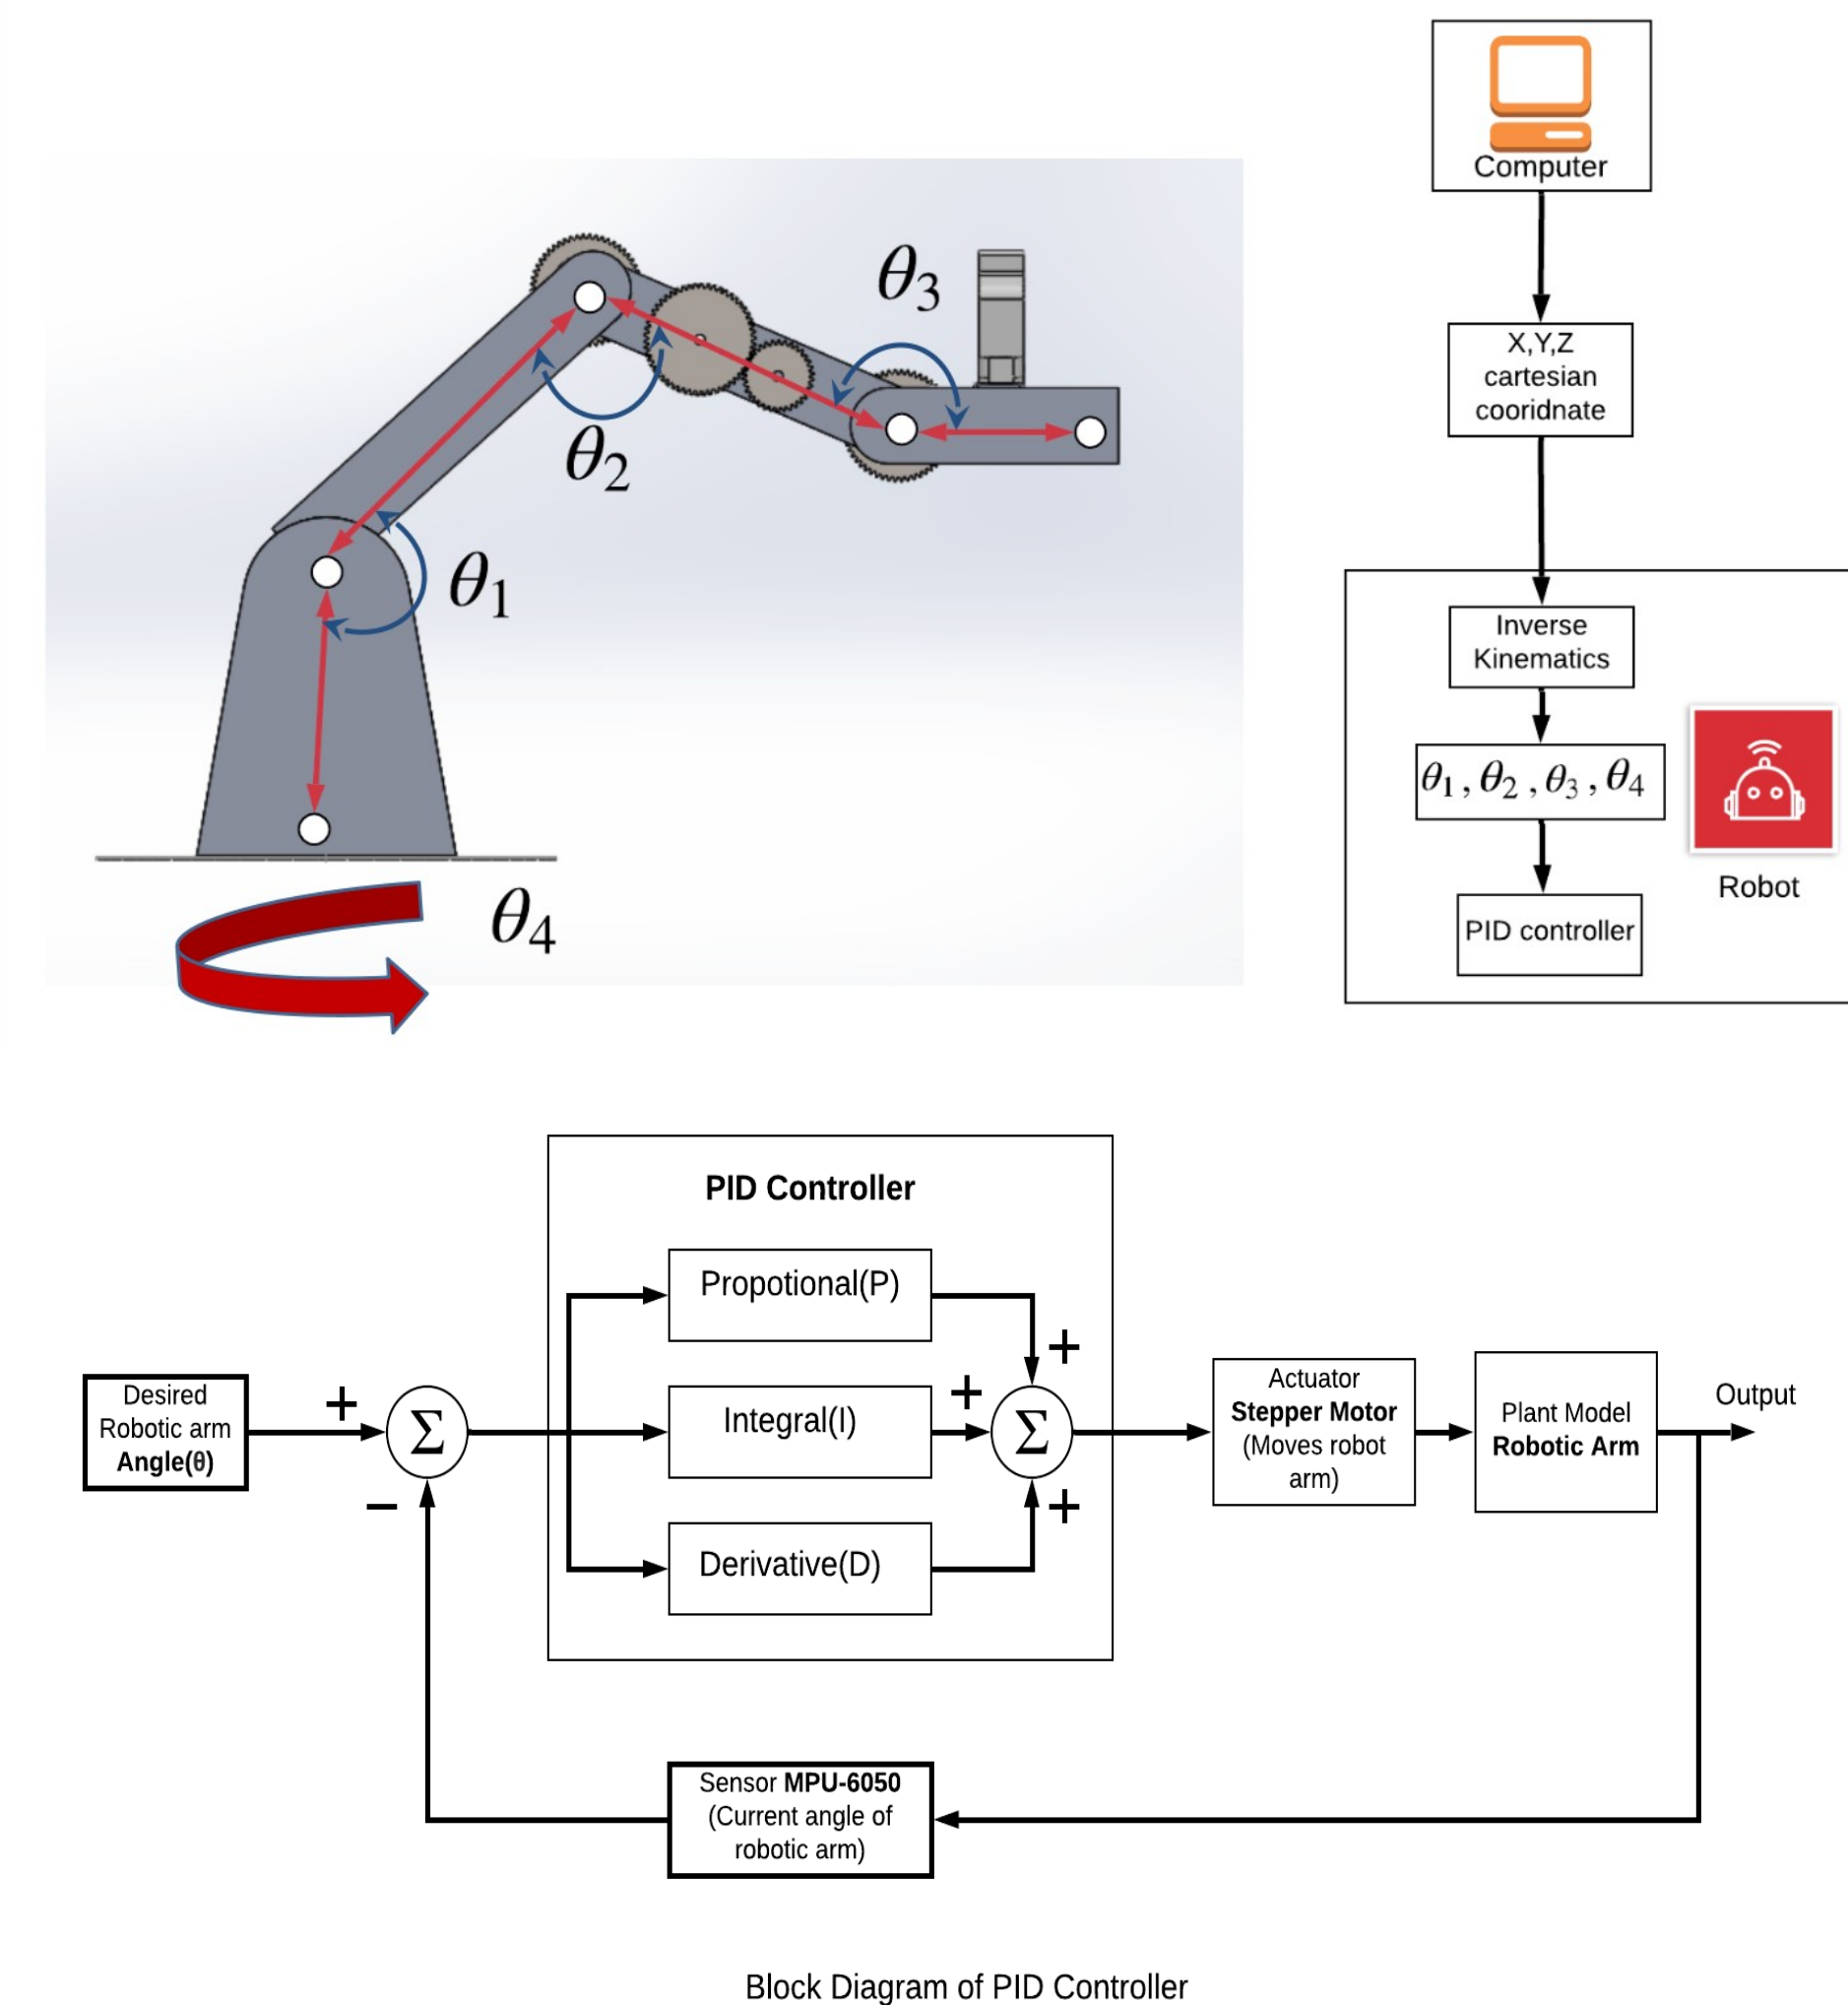 Computer
X,Y,Z
cartesian
cooridnate
Inverse
Kinematics
θ1 , θ2 , θ3 , θ4
PID controller
Robot
θ3
θ2
θ1
θ4
PID Controller
Propotional(P)
Integral(I)
Derivative(D)
Desired
Robotic arm
Angle(θ)
+
−
Σ
+
+
+
Σ
Actuator
Stepper Motor
(Moves robot
arm)
Plant Model
Robotic Arm
Output
Sensor MPU-6050
(Current angle of
robotic arm)
Block Diagram of PID Controller